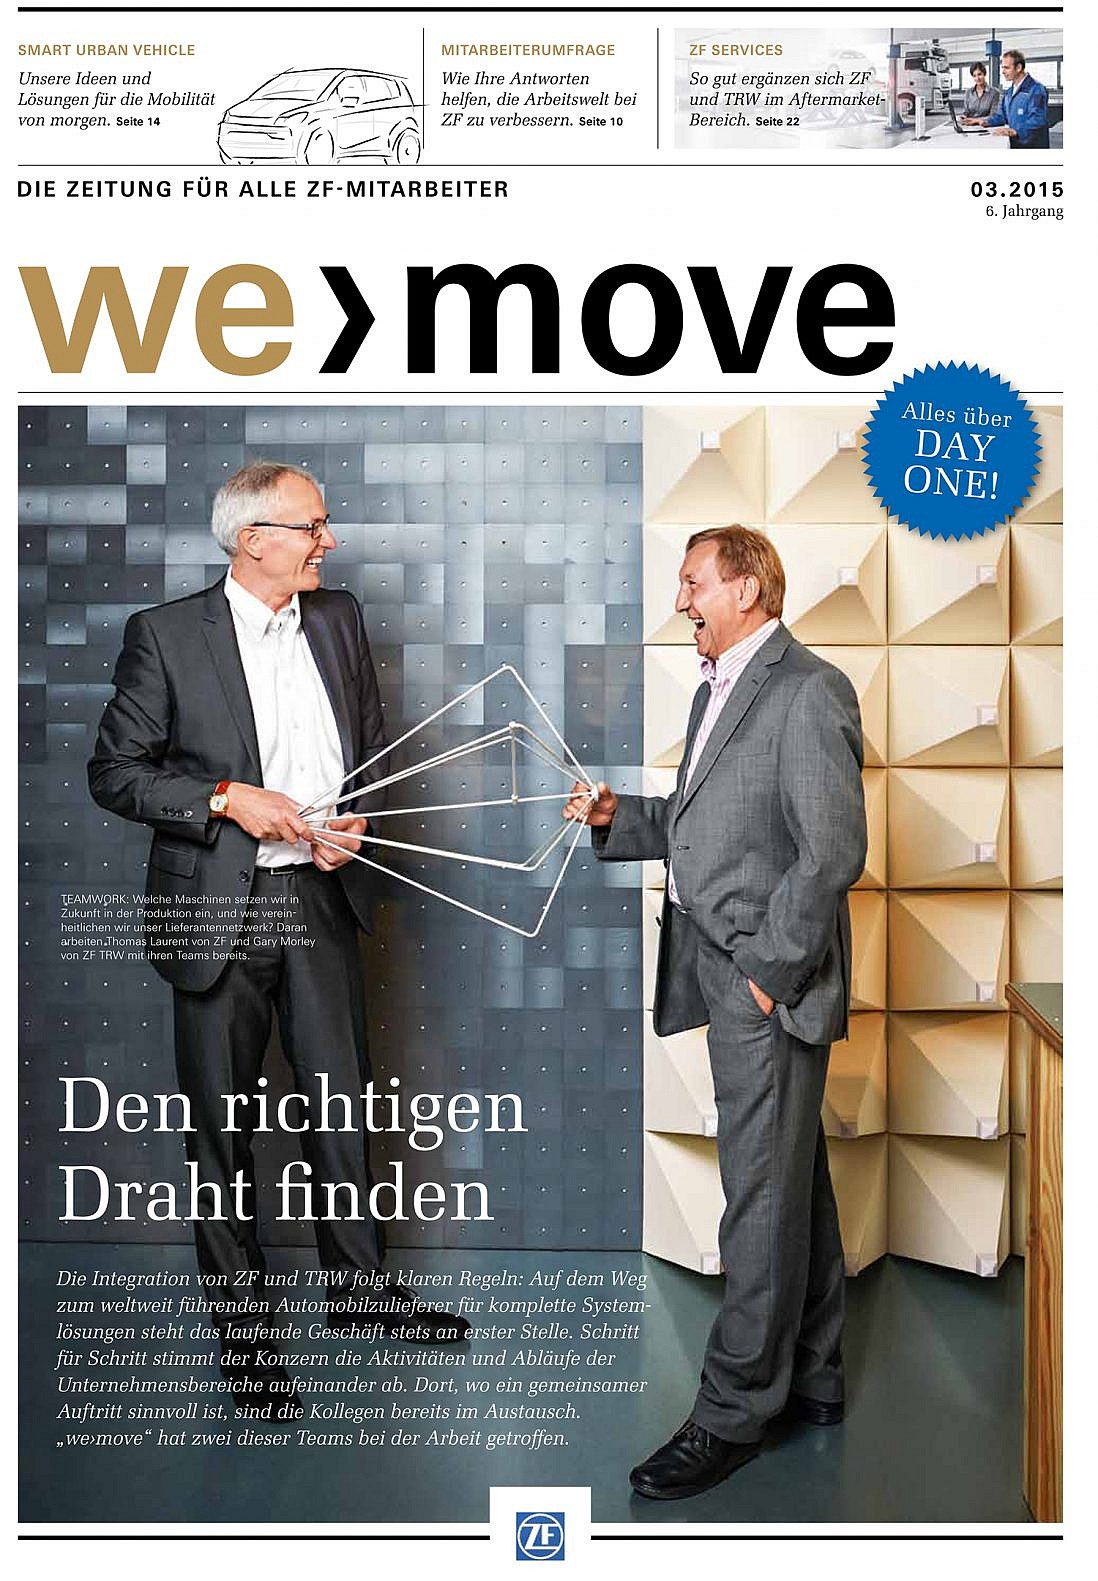 SMART URBAN VEHICLE
Unsere Ideen und
Lösungen für die Mobilität
von morgen. Seite 14
MITARBEITERUMFRAGE
Wie Ihre Antworten
helfen, die Arbeitswelt bei
ZF zu verbessern. Seite 10
ZF SERVICES
So gut ergänzen sich ZF
und TRW im Aftermarket-
Bereich. Seite 22
DIE ZEITUNG FÜR ALLE ZF-MITARBEITER
03.2015
6. Jahrgang
we›move
Alles über
DAY
ONE!
TEAMWORK: Welche Maschinen setzen wir in
Zukunft in der Produktion ein, und wie verein-
heitlichen wir unser Lieferantennetzwerk? Daran
arbeiten Thomas Laurent von ZF und Gary Morley
von ZF TRW mit ihren Teams bereits.
Den richtigen
Draht finden
Die Integration von ZF und TRW folgt klaren Regeln: Auf dem Weg
zum weltweit führenden Automobilzulieferer für komplette System-
lösungen steht das laufende Geschäft stets an erster Stelle. Schritt
für Schritt stimmt der Konzern die Aktivitäten und Abläufe der
Unternehmensbereiche aufeinander ab. Dort, wo ein gemeinsamer
Auftritt sinnvoll ist, sind die Kollegen bereits im Austausch.
„we›move“ hat zwei dieser Teams bei der Arbeit getroffen.
ZF